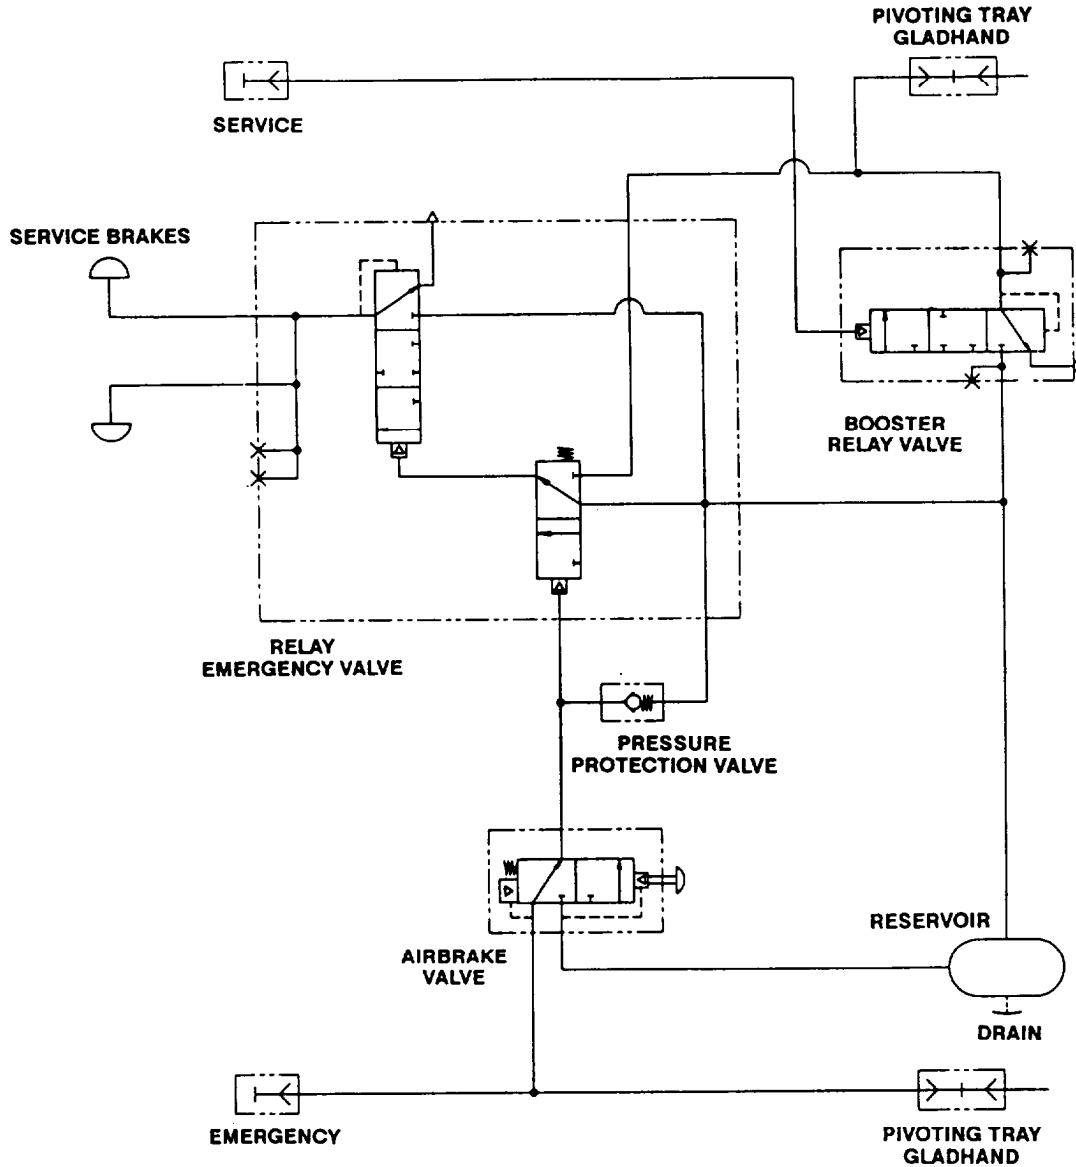 PIVOTING TRAY
GLADHAND
SERVICE
SERVICE BRAKES
BOOSTER
RELAY VALVE
RELAY
EMERGENCY VALVE
PRESSURE
PROTECTION VALVE
RESERVOIR
AIRBRAKE
VALVE
DRAIN
EMERGENCY
PIVOTING TRAY
GLADHAND